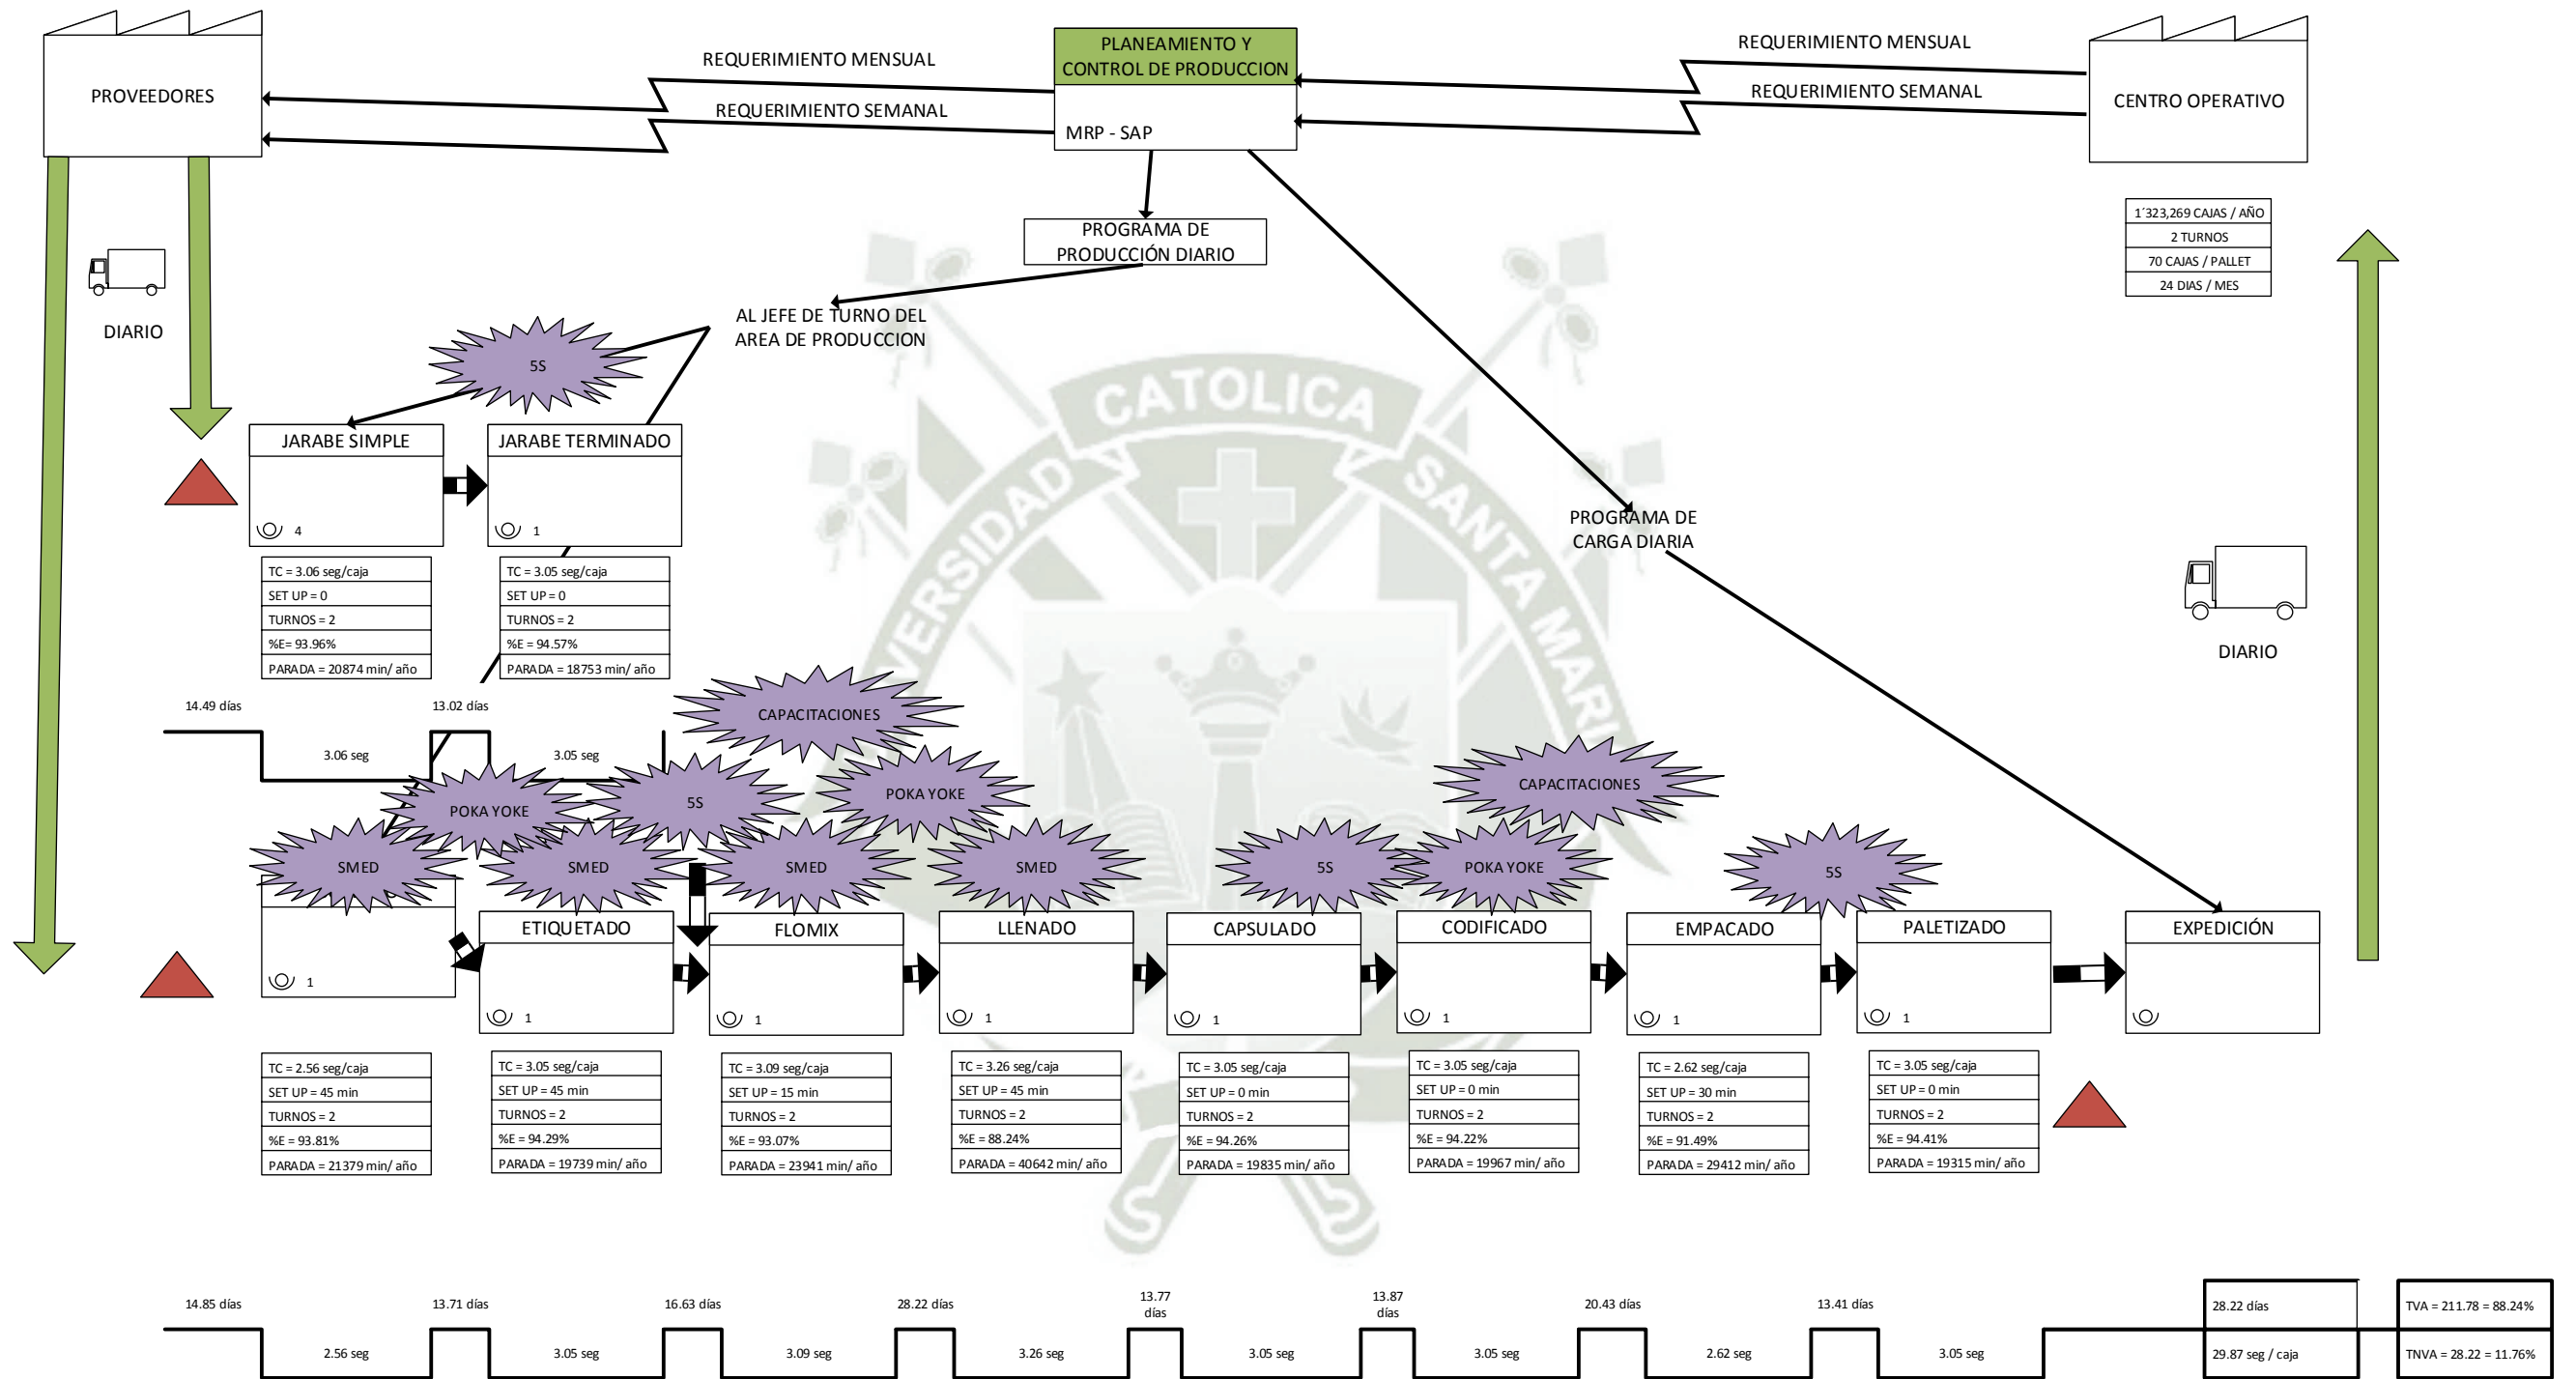 PROVEEDORES
REQUERIMIENTO MENSUAL
REQUERIMIENTO SEMANAL
PLANEAMIENTO Y
CONTROL DE PRODUCCION
MRP - SAP
REQUERIMIENTO MENSUAL
REQUERIMIENTO SEMANAL
CENTRO OPERATIVO
1´323,269 CAJAS / AÑO
2 TURNOS
70 CAJAS / PALLET
24 DIAS / MES
DIARIO
PROGRAMA DE
PRODUCCIÓN DIARIO
AL JEFE DE TURNO DEL
AREA DE PRODUCCION
5S
CATOLICA
SANTA MARI
VERSIDAD
JARABE SIMPLE
4
JARABE TERMINADO
1
PROGRAMA DE
CARGA DIARIA
DIARIO
TC = 3.06 seg/caja
SET UP = 0
TURNOS = 2
%E= 93.96%
PARADA = 20874 min/ año
TC = 3.05 seg/caja
SET UP = 0
TURNOS = 2
%E = 94.57%
PARADA = 18753 min/ año
14.49 días
3.06 seg
13.02 días
3.05 seg
CAPACITACIONES
POKA YOKE
5S
POKA YOKE
CAPACITACIONES
SMED
SMED
SMED
SMED
5S
POKA YOKE
5S
1
ETIQUETADO
1
FLOMIX
1
LLENADO
1
CAPSULADO
1
CODIFICADO
1
EMPACADO
1
PALETIZADO
1
EXPEDICIÓN
TC = 2.56 seg/caja
SET UP = 45 min
TURNOS = 2
%E = 93.81%
PARADA = 21379 min/ año
TC = 3.05 seg/caja
SET UP = 45 min
TURNOS = 2
%E = 94.29%
PARADA = 19739 min/ año
TC = 3.09 seg/caja
SET UP = 15 min
TURNOS = 2
%E = 93.07%
PARADA = 23941 min/ año
TC = 3.26 seg/caja
SET UP = 45 min
TURNOS = 2
%E = 88.24%
PARADA = 40642 min/ año
TC = 3.05 seg/caja
SET UP = 0 min
TURNOS = 2
%E = 94.26%
PARADA = 19835 min/ año
TC = 3.05 seg/caja
SET UP = 0 min
TURNOS = 2
%E = 94.22%
PARADA = 19967 min/ año
TC = 2.62 seg/caja
SET UP = 30 min
TURNOS = 2
%E = 91.49%
PARADA = 29412 min/ año
TC = 3.05 seg/caja
SET UP = 0 min
TURNOS = 2
%E = 94.41%
PARADA = 19315 min/ año
14.85 días
2.56 seg
13.71 días
3.05 seg
16.63 días
3.09 seg
28.22 días
3.26 seg
13.77
días
3.05 seg
13.87
días
3.05 seg
20.43 días
2.62 seg
13.41 días
3.05 seg
28.22 días
29.87 seg / caja
TVA = 211.78 = 88.24%
TNVA = 28.22 = 11.76%